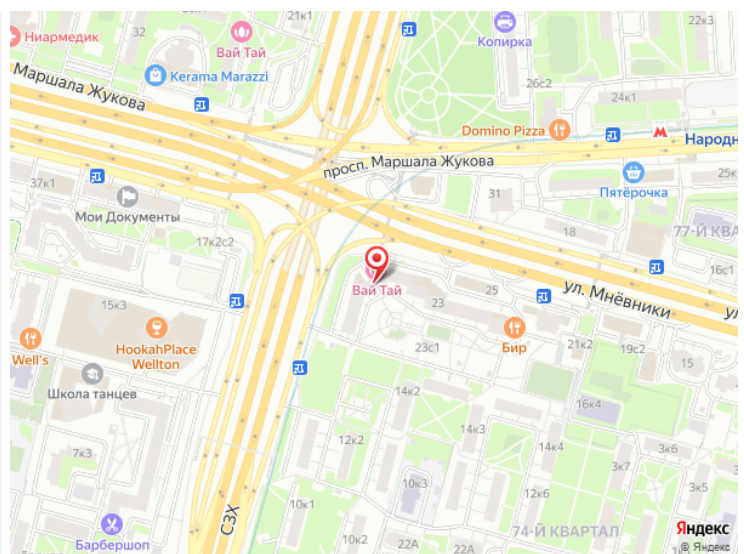 21к1
22к3
Ниармедик
Вай Тай
Копирка
Kerama Marazzi
26с2
Маршала Жукова
24к1
Domino Pizza
Народн
просп. Маршала Жукова
25к
37к1
31
Пятёрочка
Мои Документы
18
77-Й КВАРТ
17к2с2
16с1
Вай Тай
25
ул. Мнёвники
15к3
23
ул
HookahPlace
Wellton
Бир
21к2
19с2
Well's
23с1
15
Школа танцев
14к2
16к4
14к3
12к2
14к4
3к6
7к3
3к7
10к3
12к6
10к1
СЗХ
74-Й КВАРТАЛ
Барбершоп
22А
22А
Яндекс
© Яндекс